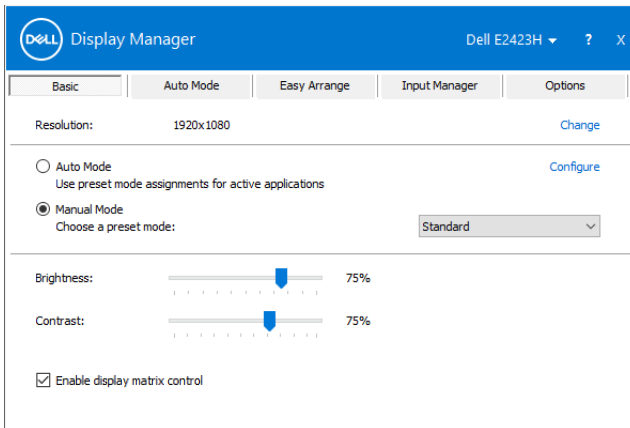 DELL Display Manager Dell E2423H ? X
Basic Auto Mode Easy Arrange Input Manager Options
Resolution: 1920x1080 Change
Auto Mode Configure
Use preset mode assignments for active applications
Manual Mode
Choose a preset mode: Standard
Brightness: 75%
Contrast: 75%
Enable display matrix control